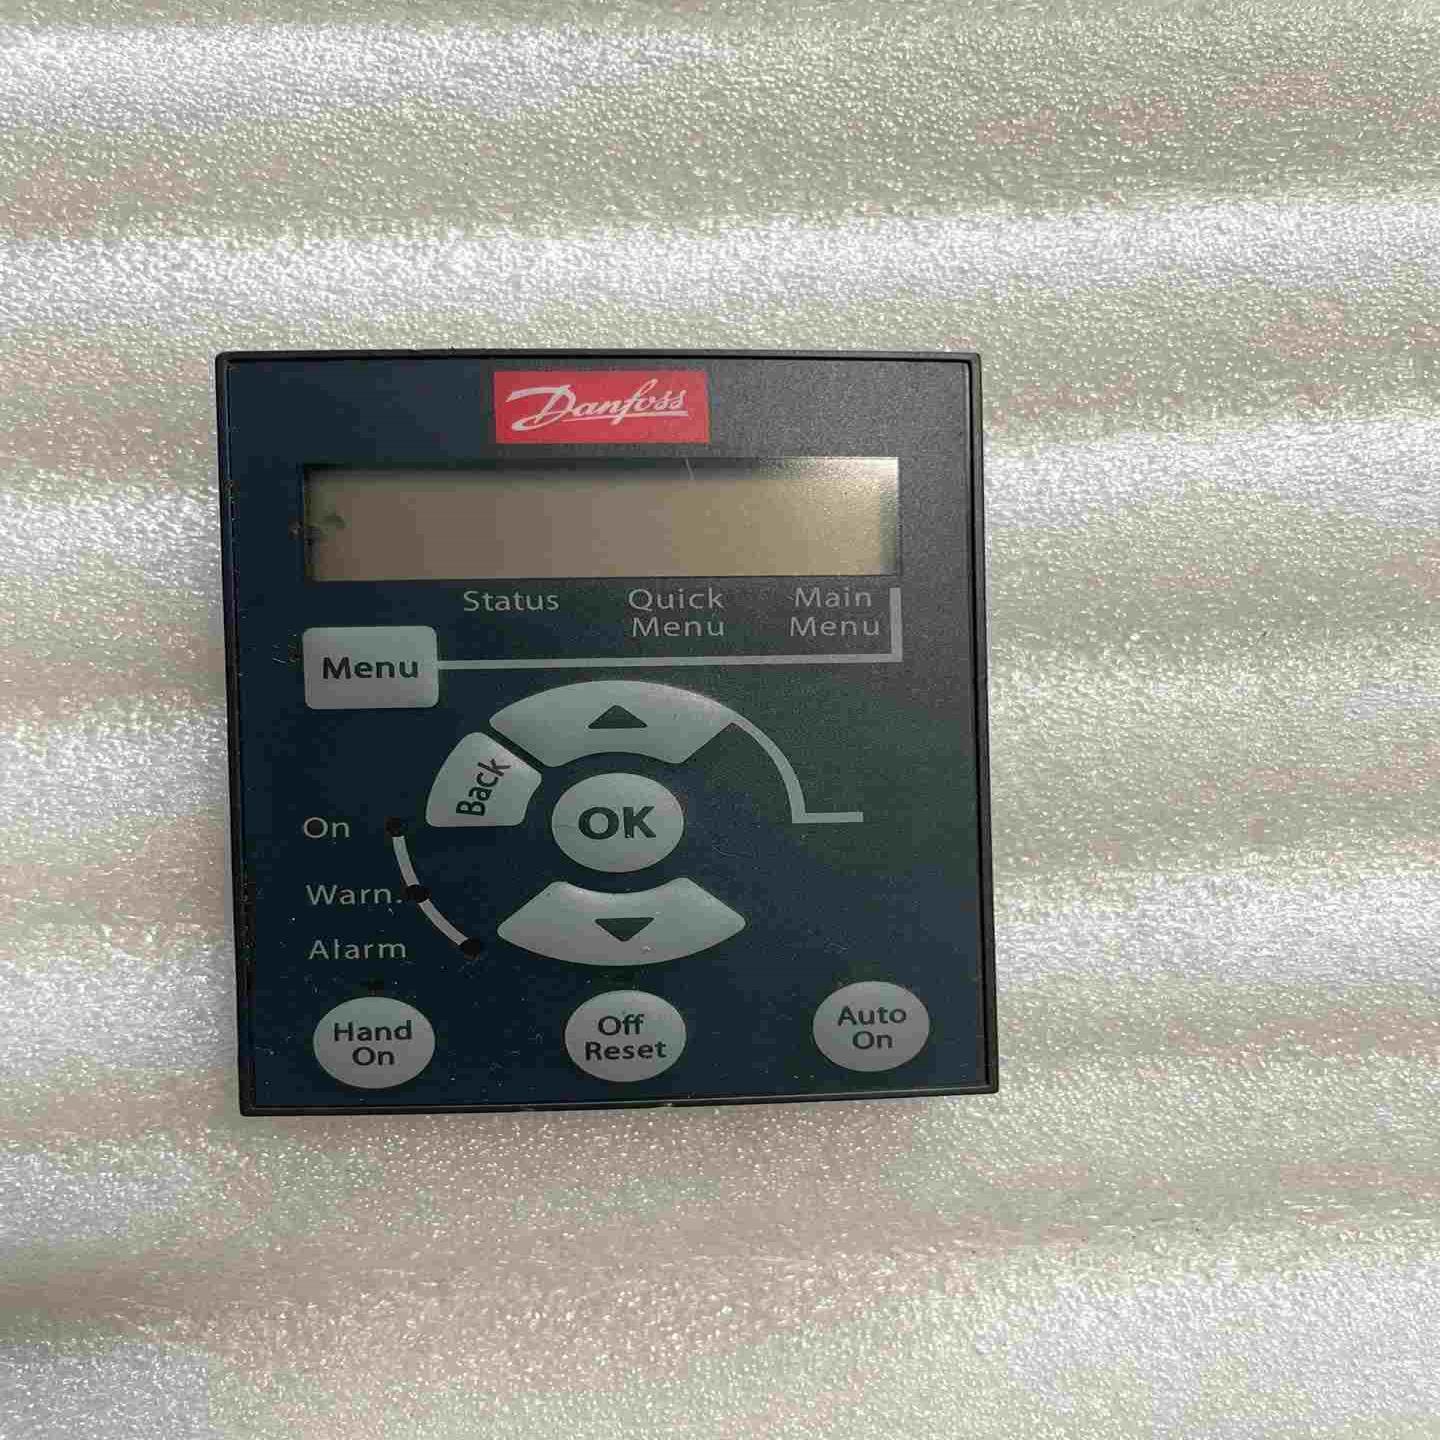 Danfoss
Status
Quick
Menu
Main
Menu
Menu
Back
OK
On
Warn.
Alarm
Hand
On
Off
Reset
Auto
On